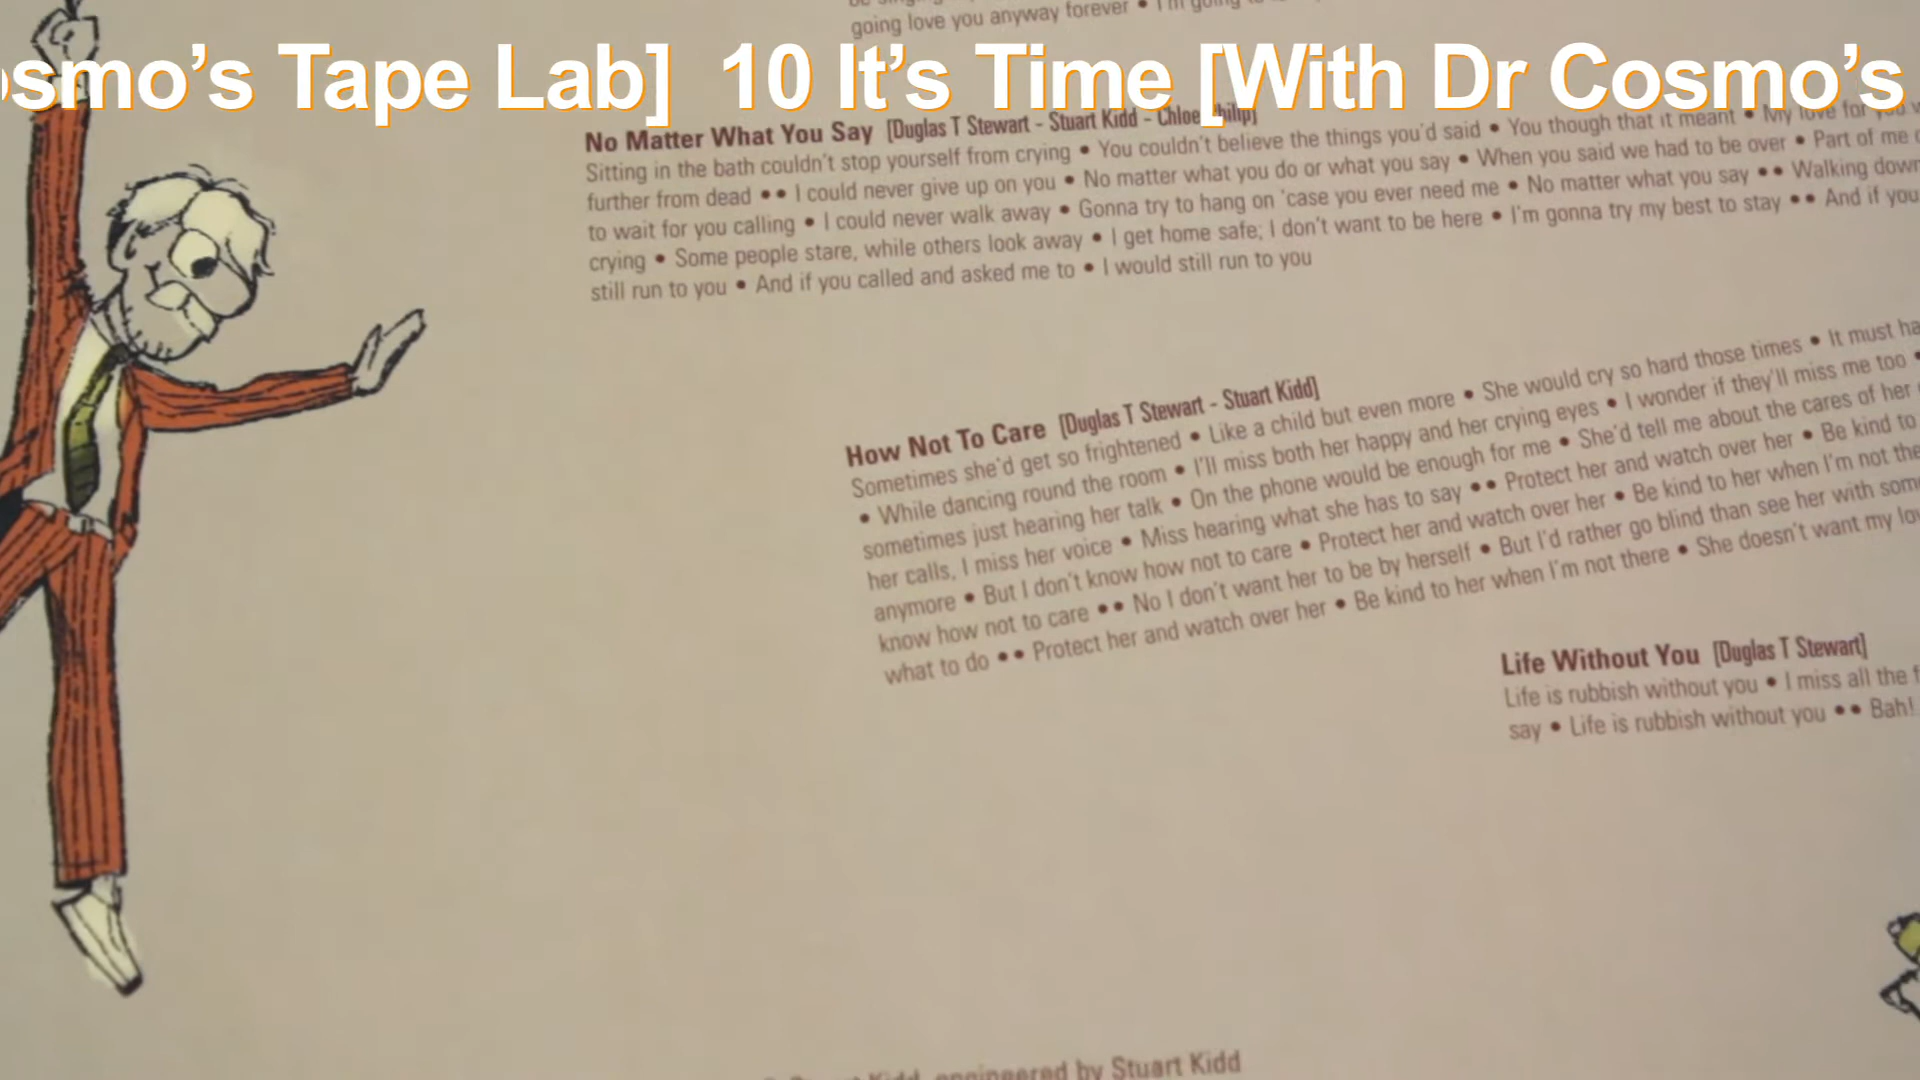 going love you anyway forever •
smo’s Tape Lab]  10 It’s Time [With Dr Cosmo’s
No Matter What You Say [Duglas T Stewart - Stuart Kidd - Chloe Philip]
Sitting in the bath couldn't stop yourself from crying • You couldn't believe the things you'd said • You though that it meant • My love for you
further from dead •• I could never give up on you • No matter what you do or what you say • When you said we had to be over • Part of me
to wait for you calling • I could never walk away • Gonna try to hang on 'case you ever need me • No matter what you say •• Walking down
crying • Some people stare, while others look away • I get home safe; I don't want to be here • I'm gonna try my best to stay •• And if you
still run to you • And if you called and asked me to • I would still run to you
How Not To Care [Duglas T Stewart - Stuart Kidd]
Sometimes she'd get so frightened • Like a child but even more • She would cry so hard those times • It must
• While dancing round the room • I'll miss both her happy and her crying eyes • I wonder if they'll miss me too •
sometimes just hearing her talk • On the phone would be enough for me • She'd tell me about the cares of her
her calls, I miss her voice • Miss hearing what she has to say •• Protect her and watch over her • Be kind to
anymore • But I don't know how not to care • Protect her and watch over her • Be kind to her when I'm not
know how not to care •• No I don't want her to be by herself • But I'd rather go blind than see her with
what to do •• Protect her and watch over her • Be kind to her when I'm not there • She doesn't want my
Life Without You [Duglas T Stewart]
Life is rubbish without you • I miss all the
say • Life is rubbish without you •• Bah!
Stuart Kidd, engineered by Stuart Kidd